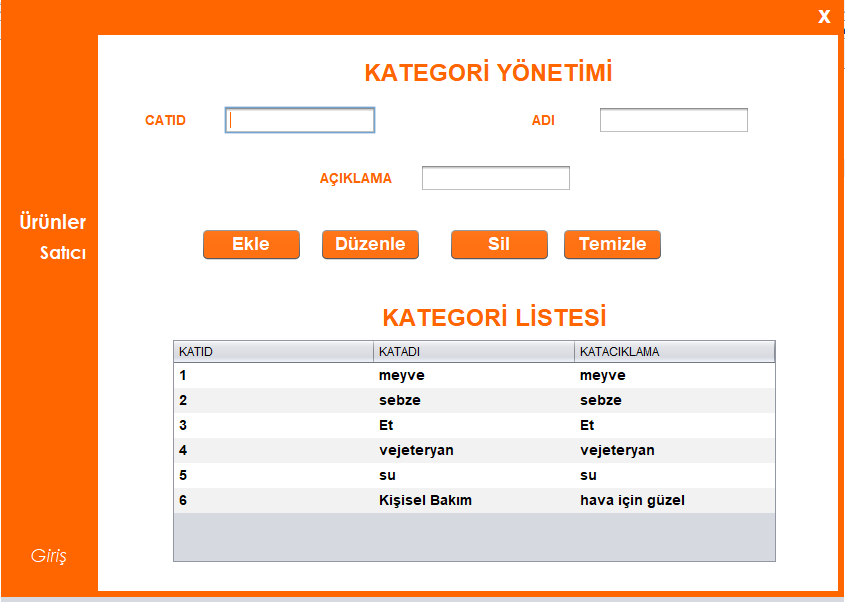 X
KATEGORİ YÖNETİMİ
CATID
ADI
AÇIKLAMA
Ürünler
Satıcı
Ekle Düzenle Sil Temizle
KATEGORİ LİSTESİ
KATID KATADI KATACIKLAMA
1 meyve meyve
2 sebze sebze
3 Et Et
4 vejeteryan vejeteryan
5 su su
6 Kişisel Bakım hava için güzel
Giriş